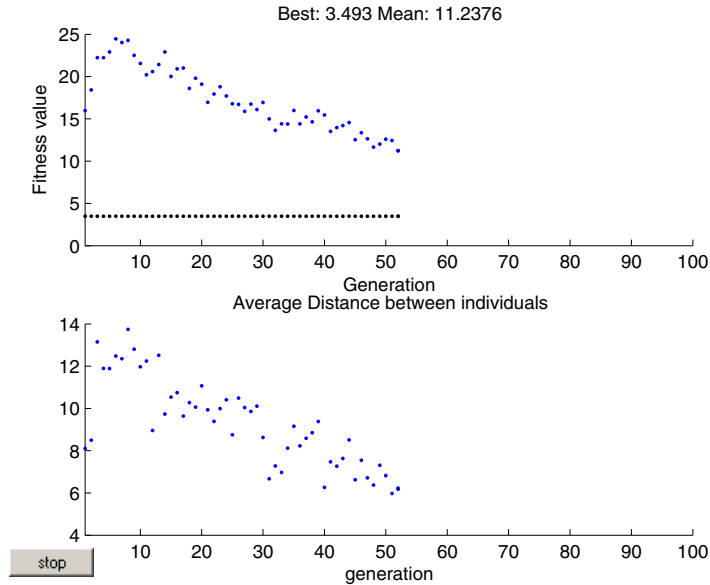 Best: 3.493 Mean: 11.2376
25
20
15
10
5
0
Fitness value
10 20 30 40 50 60 70 80 90 100
Generation
Average Distance between individuals
14
12
10
8
6
4
10 20 30 40 50 60 70 80 90 100
generation
stop